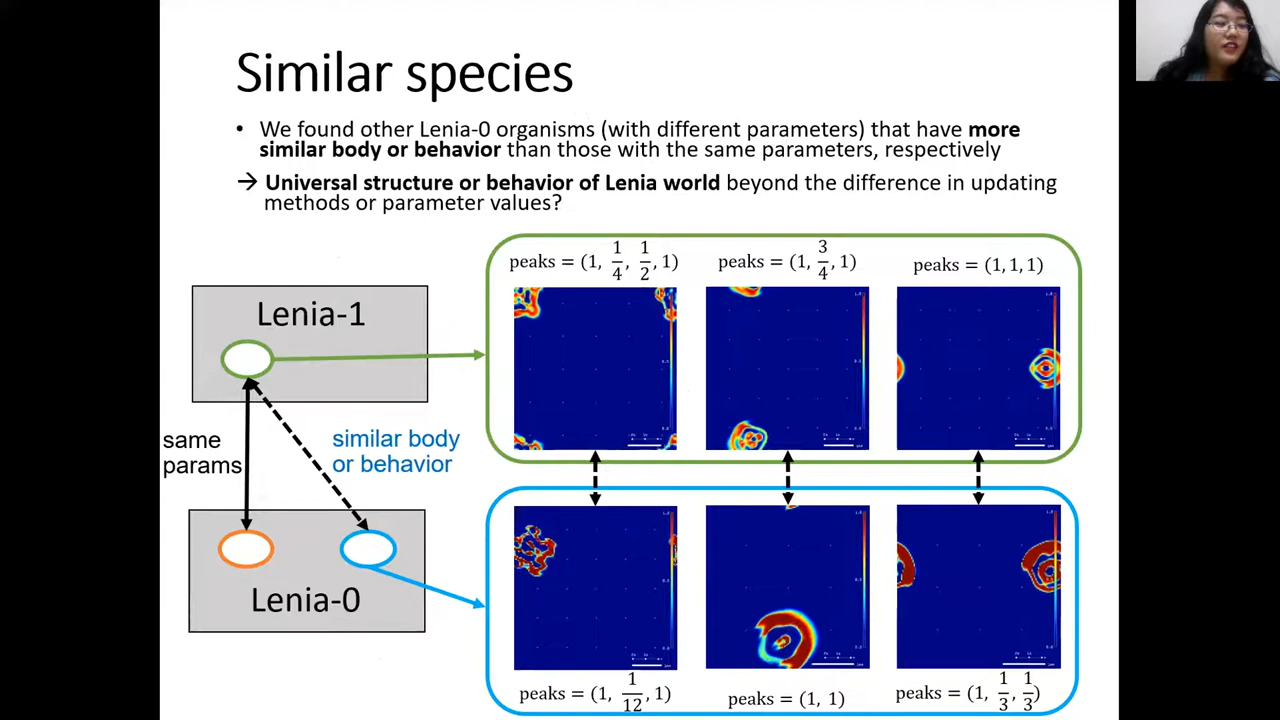 Similar species
• We found other Lenia-0 organisms (with different parameters) that have more
similar body or behavior than those with the same parameters, respectively
→ Universal structure or behavior of Lenia world beyond the difference in updating
methods or parameter values?
peaks = (1, 1/4, 1/2, 1)
peaks = (1, 3/4, 1)
peaks = (1, 1, 1)
Lenia-1
same
params
similar body
or behavior
Lenia-0
peaks = (1, 1/12, 1)
peaks = (1, 1)
peaks = (1, 1/3, 1/3)